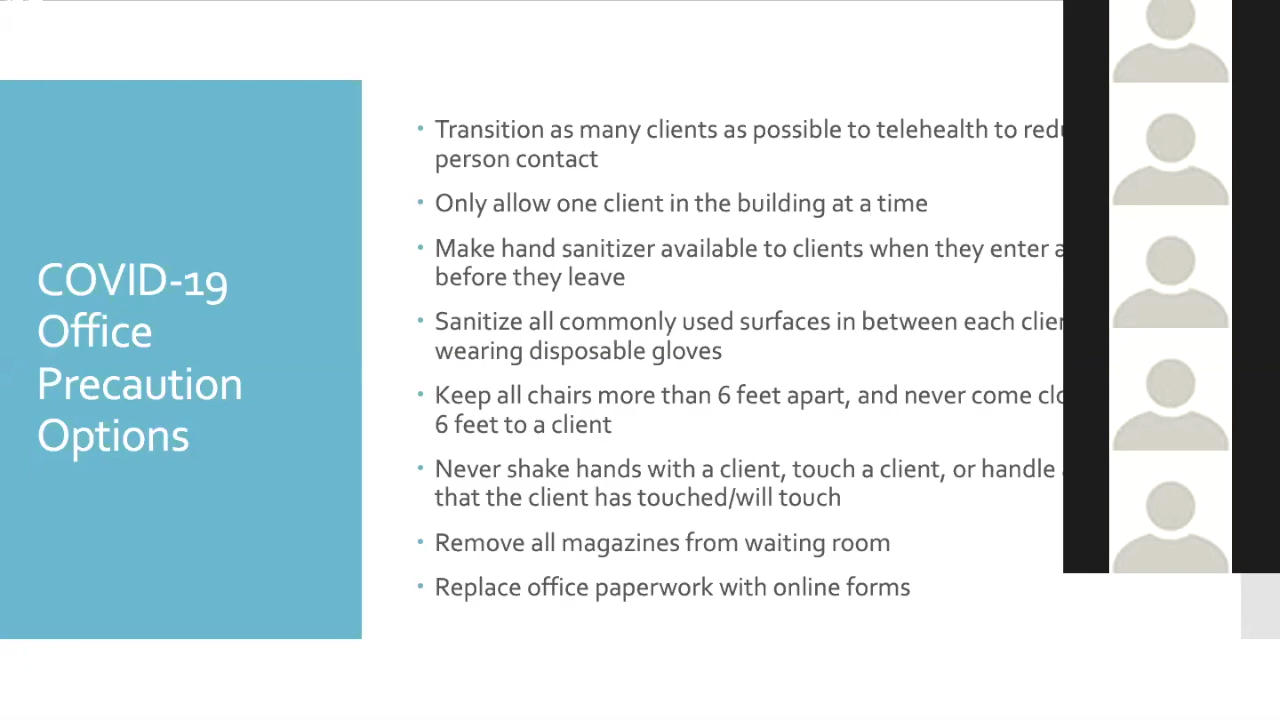 COVID-19
Office
Precaution
Options
• Transition as many clients as possible to telehealth to
person contact
• Only allow one client in the building at a time
• Make hand sanitizer available to clients when they enter
before they leave
• Sanitize all commonly used surfaces in between each
wearing disposable gloves
• Keep all chairs more than 6 feet apart, and never come
6 feet to a client
• Never shake hands with a client, touch a client, or handle
that the client has touched/will touch
• Remove all magazines from waiting room
• Replace office paperwork with online forms